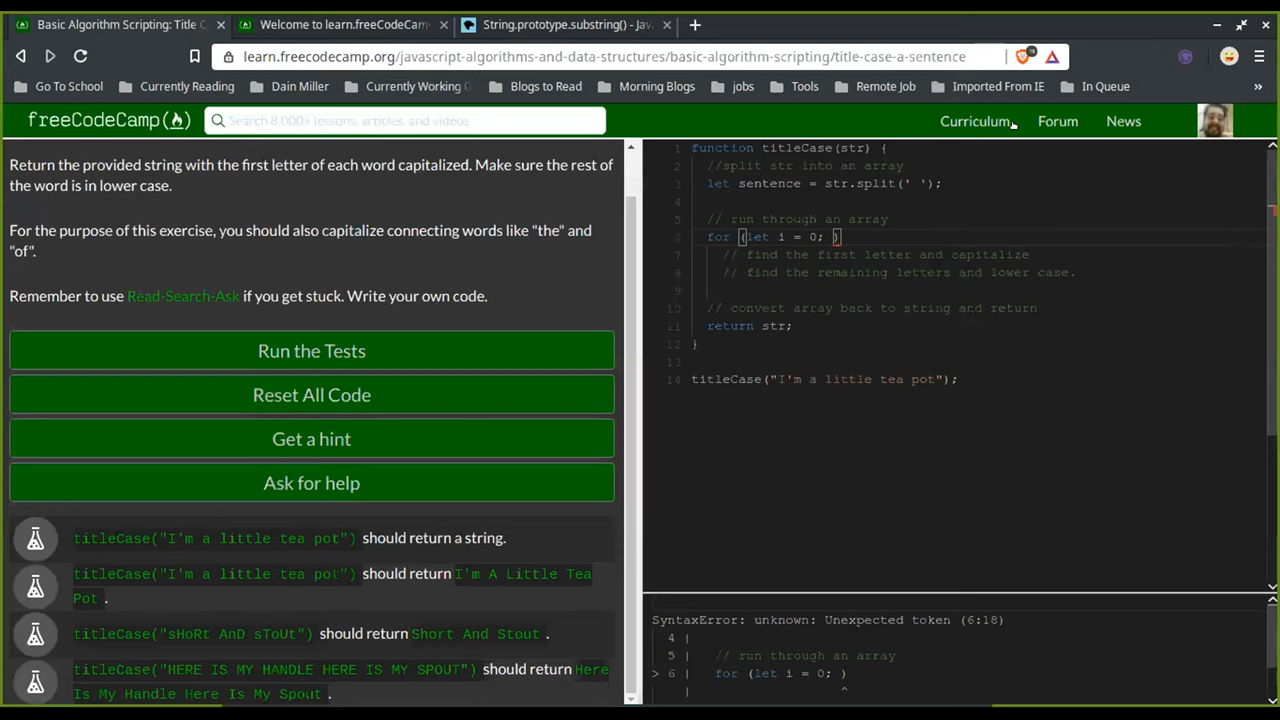 Basic Algorithm Scripting: Title C
Welcome to learn.freeCodeCamp
String.prototype.substring() - Jav
learn.freecodecamp.org/javascript-algorithms-and-data-structures/basic-algorithm-scripting/title-case-a-sentence
18
Go To School Currently Reading Dain Miller Currently Working Blogs to Read Morning Blogs jobs Tools Remote Job Imported From IE In Queue »
freeCodeCamp
Search 8,000+ lessons, articles, and videos
Curriculum Forum News
Return the provided string with the first letter of each word capitalized. Make sure the rest of
the word is in lower case.
For the purpose of this exercise, you should also capitalize connecting words like "the" and
"of".
Remember to use Read-Search-Ask if you get stuck. Write your own code.
Run the Tests
Reset All Code
Get a hint
Ask for help
titleCase("I'm a little tea pot") should return a string.
titleCase("I'm a little tea pot") should return I'm A Little Tea
Pot .
titleCase("sHoRt AnD sToUt") should return Short And Stout .
titleCase("HERE IS MY HANDLE HERE IS MY SPOUT") should return Here
Is My Handle Here Is My Spout .
1 function titleCase(str) {
2 //split str into an array
3 let sentence = str.split(' ');
4
5 // run through an array
6 for (let i = 0; )
7 // find the first letter and capitalize
8 // find the remaining letters and lower case.
9
10 // convert array back to string and return
11 return str;
12 }
13
14 titleCase("I'm a little tea pot");
SyntaxError: unknown: Unexpected token (6:18)
4 |
5 | // run through an array
> 6 | for (let i = 0; )
| ^